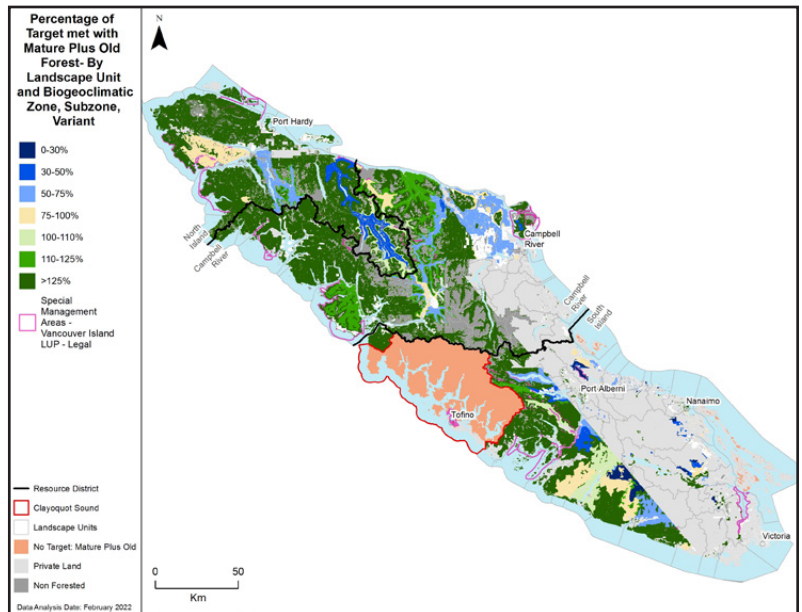 Percentage of
Target met with
Mature Plus Old
Forest- By
Landscape Unit
and Biogeoclimatic
Zone, Subzone,
Variant
0-30%
30-50%
50-75%
75-100%
100-110%
110-125%
>125%
Special
Management
Areas -
Vancouver Island
LUP - Legal
Resource District
Clayoquot Sound
Landscape Units
No Target: Mature Plus Old
Private Land
Non Forested
Data Analysis Date: February 2022
N
Port Hardy
North
Island
Campbell
River
Campbell
River
Campbell
River
South
Island
Port Alberni
Nanaimo
Tofino
Victoria
0 50
Km